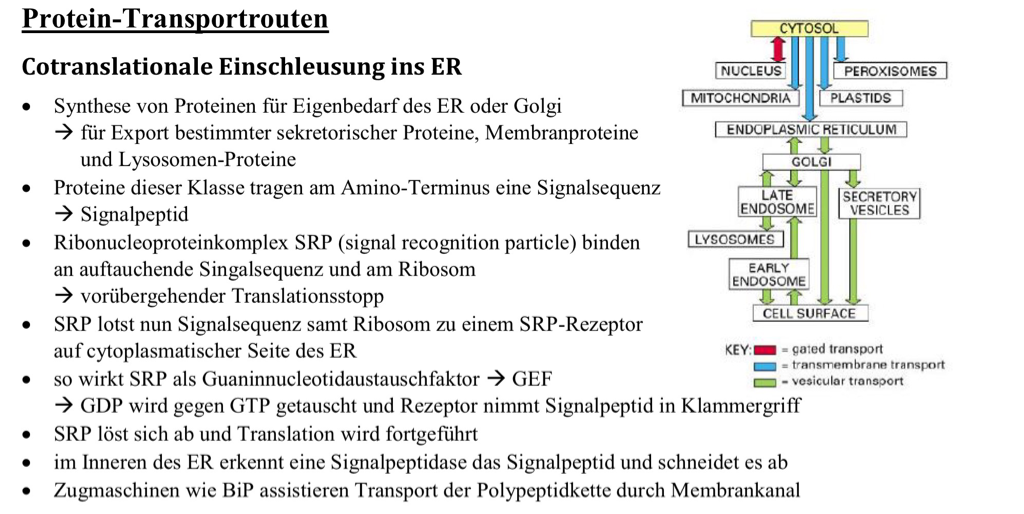 Protein-Transportrouten
Cotranslationale Einschleusung ins ER
• Synthese von Proteinen für Eigenbedarf des ER oder Golgi
→ für Export bestimmter sekretorischer Proteine, Membranproteine
und Lysosomen-Proteine
• Proteine dieser Klasse tragen am Amino-Terminus eine Signalsequenz
→ Signalpeptid
• Ribonucleoproteinkomplex SRP (signal recognition particle) binden
an auftauchende Singalsequenz und am Ribosom
→ vorübergehender Translationsstopp
• SRP lotst nun Signalsequenz samt Ribosom zu einem SRP-Rezeptor
auf cytoplasmatischer Seite des ER
• so wirkt SRP als Guaninnucleotidaustauschfaktor → GEF
→ GDP wird gegen GTP getauscht und Rezeptor nimmt Signalpeptid in Klammergriff
• SRP löst sich ab und Translation wird fortgeführt
• im Inneren des ER erkennt eine Signalpeptidase das Signalpeptid und schneidet es ab
• Zugmaschinen wie BiP assistieren Transport der Polypeptidkette durch Membrankanal
CYTOSOL
NUCLEUS
PEROXISOMES
MITOCHONDRIA
PLASTIDS
ENDOPLASMIC RETICULUM
GOLGI
LATE
ENDOSOME
SECRETORY
VESICLES
LYSOSOMES
EARLY
ENDOSOME
CELL SURFACE
KEY: = gated transport
= transmembrane transport
= vesicular transport